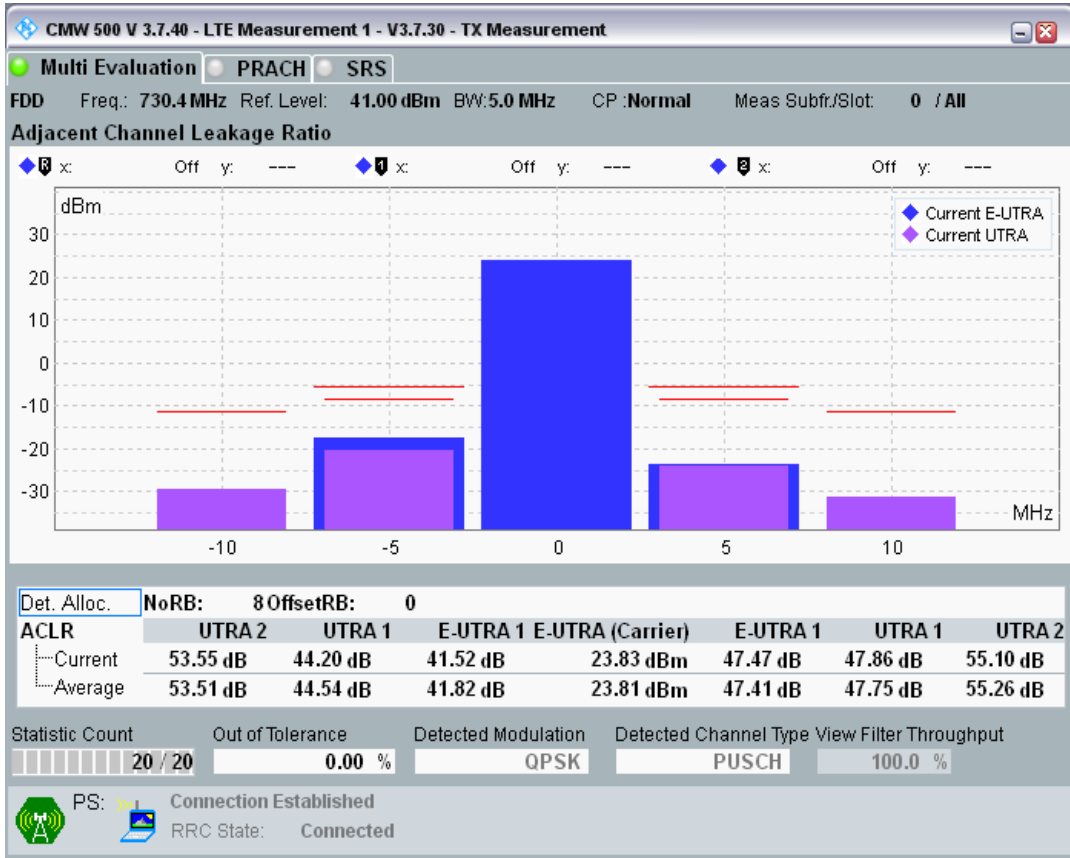 CMW 500 V 3.7.40 - LTE Measurement 1 - V3.7.30 - TX Measurement
Multi Evaluation PRACH SRS
FDD Freq.: 730.4 MHz Ref. Level: 41.00 dBm BW: 5.0 MHz CP : Normal Meas Subfr./Slot: 0 / All
Adjacent Channel Leakage Ratio
R x: Off y: --- 1 x: Off y: --- 2 x: Off y: ---
dBm
Current E-UTRA
Current UTRA
30
20
10
0
-10
-20
-30
MHz
-10 -5 0 5 10
Det. Alloc. NoRB: 8 OffsetRB: 0
ACLR UTRA 2 UTRA 1 E-UTRA 1 E-UTRA (Carrier) E-UTRA 1 UTRA 1 UTRA 2
Current 53.55 dB 44.20 dB 41.52 dB 23.83 dBm 47.47 dB 47.86 dB 55.10 dB
Average 53.51 dB 44.54 dB 41.82 dB 23.81 dBm 47.41 dB 47.75 dB 55.26 dB
Statistic Count Out of Tolerance Detected Modulation Detected Channel Type View Filter Throughput
20 / 20 0.00 % QPSK PUSCH 100.0 %
PS: Connection Established
RRC State: Connected